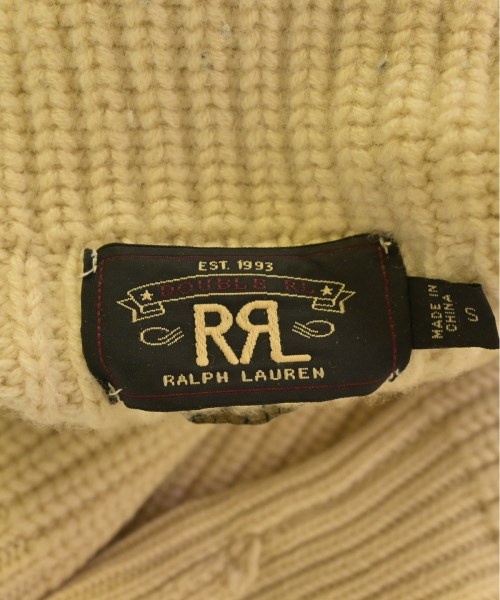 EST. 1993
DOUBLE RL
RRL
RALPH LAUREN
MADE IN
CHINA
S